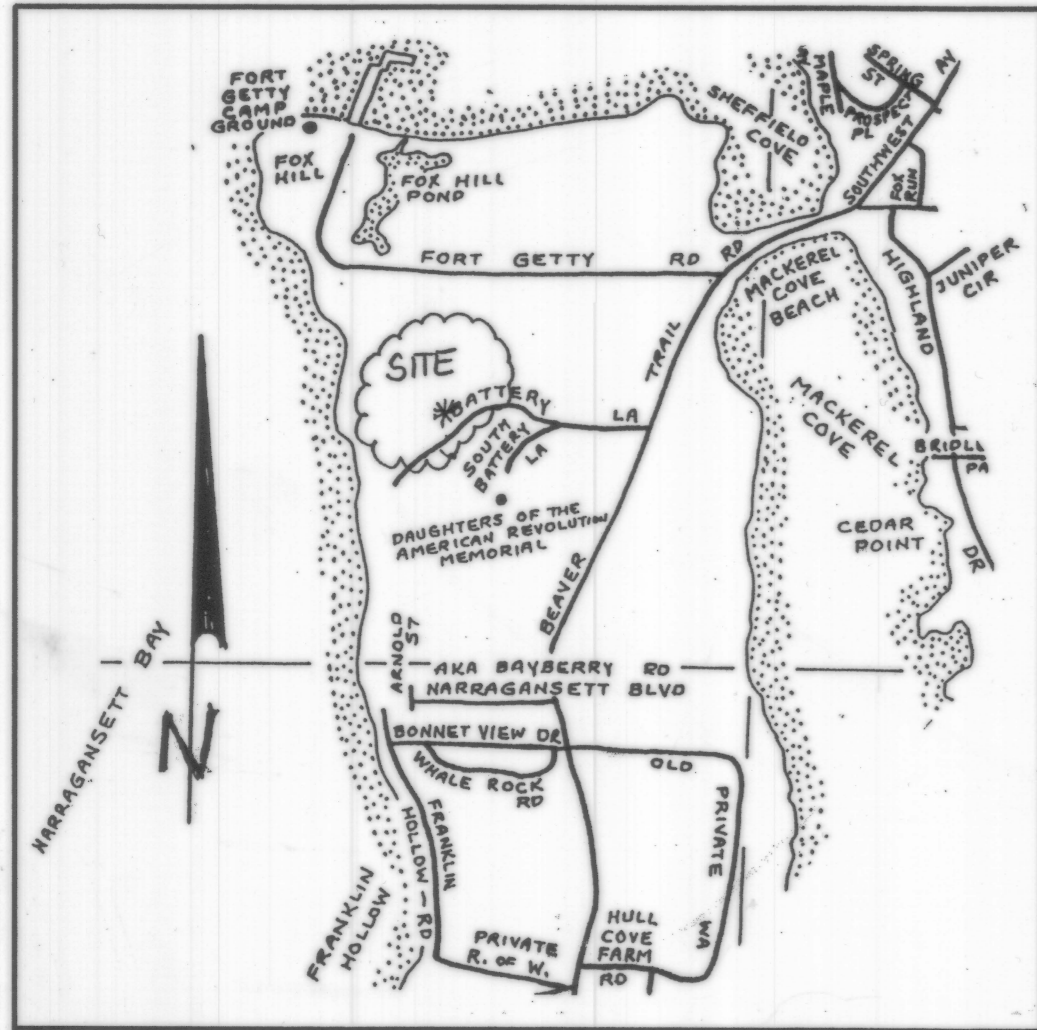 FORT
GETTY
CAMP
GROUND
FOX
HILL
FOX HILL
POND
SHEFFIELD
COVE
MAPLE
SPRING
ST
PROSPECT
PL
AV
SOUTHWEST
FOX
RUN
FORT GETTY RD
RD
MACKEREL
COVE
BEACH
HIGHLAND
JUNIPER
CIR
SITE
TRAIL
BATTERY
LA
SOUTH
BATTERY
LA
MACKEREL
COVE
BRIDLE
PA
DAUGHTERS OF THE
AMERICAN REVOLUTION
MEMORIAL
CEDAR
POINT
DR
BEAVER
NARRAGANSETT BAY
ARNOLD
ST
AKA BAYBERRY RD
NARRAGANSETT BLVD
N
BONNET VIEW DR
WHALE ROCK
RD
OLD
PRIVATE
WA
FRANKLIN
HOLLOW RD
FRANKLIN
HOLLOW
PRIVATE
R. OF W.
HULL
COVE
FARM
RD